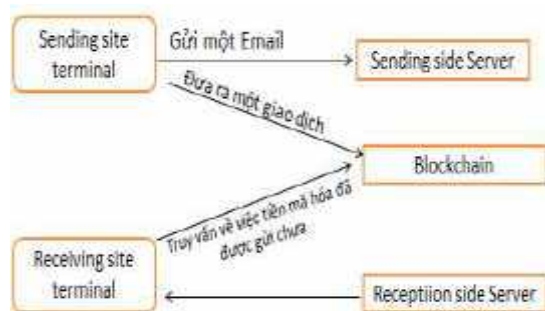 Sending site
terminal
Gửi một Email
Sending side Server
Đưa ra một giao dịch
Blockchain
Truy vấn về việc tiền mã hóa đã
được gửi chưa
Receiving site
terminal
Receptiion side Server